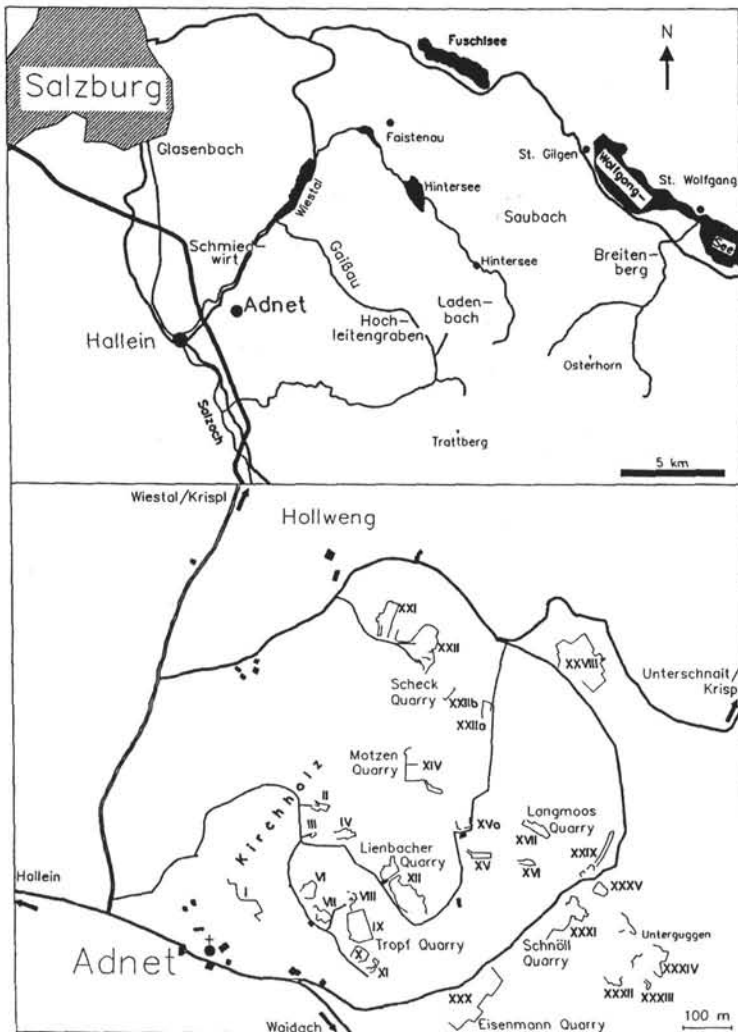 Fuschlsee
N
Salzburg
Glasenbach
Faistenau
St. Gilgen
Wolfgang-
St. Wolfgang
Wiestal
Hintersee
Saubach
See
Schmied-
wirt
Gaißau
Hintersee
Breiten-
berg
Adnet
Laden-
bach
Hallein
Hoch-
leitengraben
Osterhorn
Salzach
Trattberg
5 km
Wiestal/Krispl
Hollweng
XXI
XXII
XXVIII
Unterschnait/
Krispl
Scheck
Quarry
XXIIb
XXIIa
Motzen
Quarry
XIV
Kirchholz
II
III
IV
Lienbacher
Quarry
XVa
Langmoos
Quarry
XVII
XII
XV
XVI
XXIX
Hallein
I
VI
VII
VIII
IX
XXXV
Tropf Quarry
X
XI
Schnöll
Quarry
XXXI
Unterguggen
XXXIV
Adnet
XXXII
XXXIII
XXX
Eisenmann Quarry
Waidach
100 m